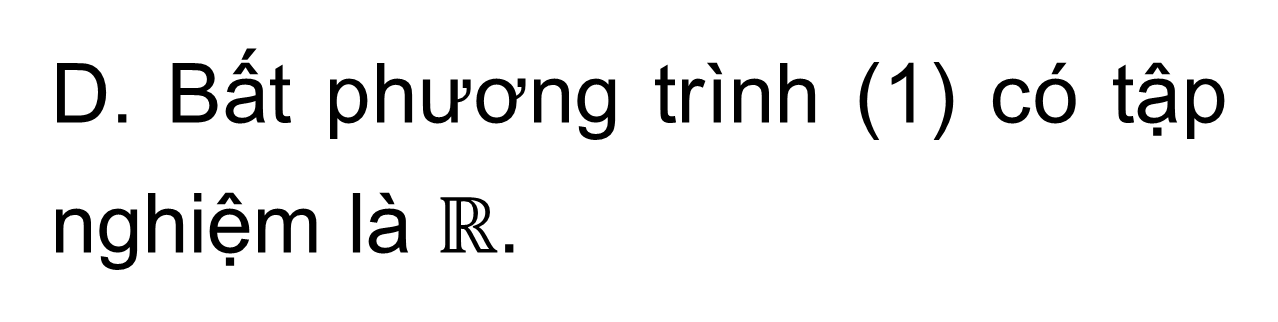 D. Bất phương trình (1) có tập
nghiệm là ℝ.